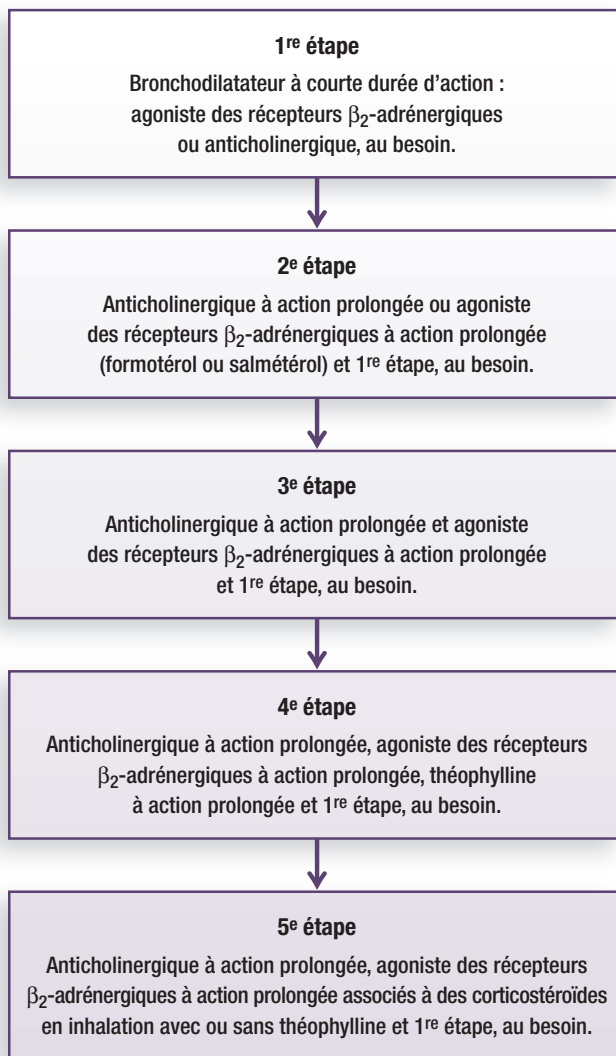 1re étape
Bronchodilatateur à courte durée d’action :
agoniste des récepteurs β2-adrénergiques
ou anticholinergique, au besoin.
2e étape
Anticholinergique à action prolongée ou agoniste
des récepteurs β2-adrénergiques à action prolongée
(formotérol ou salmétérol) et 1re étape, au besoin.
3e étape
Anticholinergique à action prolongée et agoniste
des récepteurs β2-adrénergiques à action prolongée
et 1re étape, au besoin.
4e étape
Anticholinergique à action prolongée, agoniste des récepteurs
β2-adrénergiques à action prolongée, théophylline
à action prolongée et 1re étape, au besoin.
5e étape
Anticholinergique à action prolongée, agoniste des récepteurs
β2-adrénergiques à action prolongée associés à des corticostéroïdes
en inhalation avec ou sans théophylline et 1re étape, au besoin.